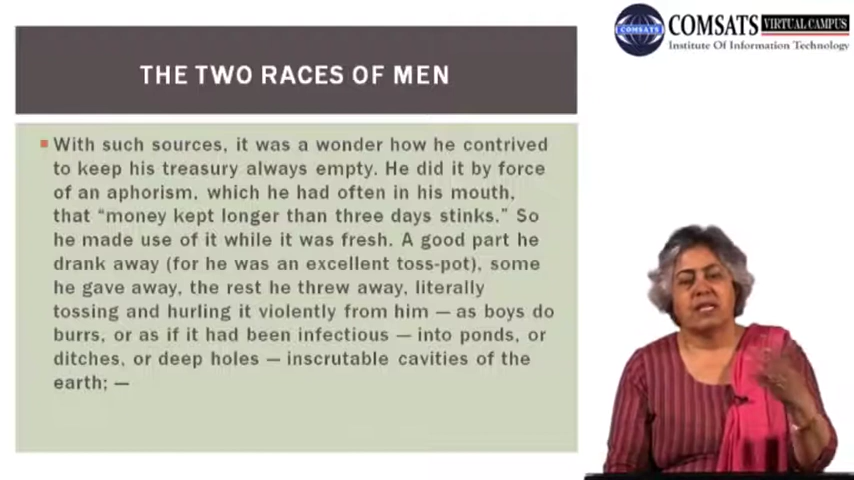 THE TWO RACES OF MEN
With such sources, it was a wonder how he contrived
to keep his treasury always empty. He did it by force
of an aphorism, which he had often in his mouth,
that “money kept longer than three days stinks.” So
he made use of it while it was fresh. A good part he
drank away (for he was an excellent toss-pot), some
he gave away, the rest he threw away, literally
tossing and hurling it violently from him — as boys do
burrs, or as if it had been infectious — into ponds, or
ditches, or deep holes — inscrutable cavities of the
earth; —
COMSATS
COMSATS VIRTUAL CAMPUS
Institute Of Information Technology